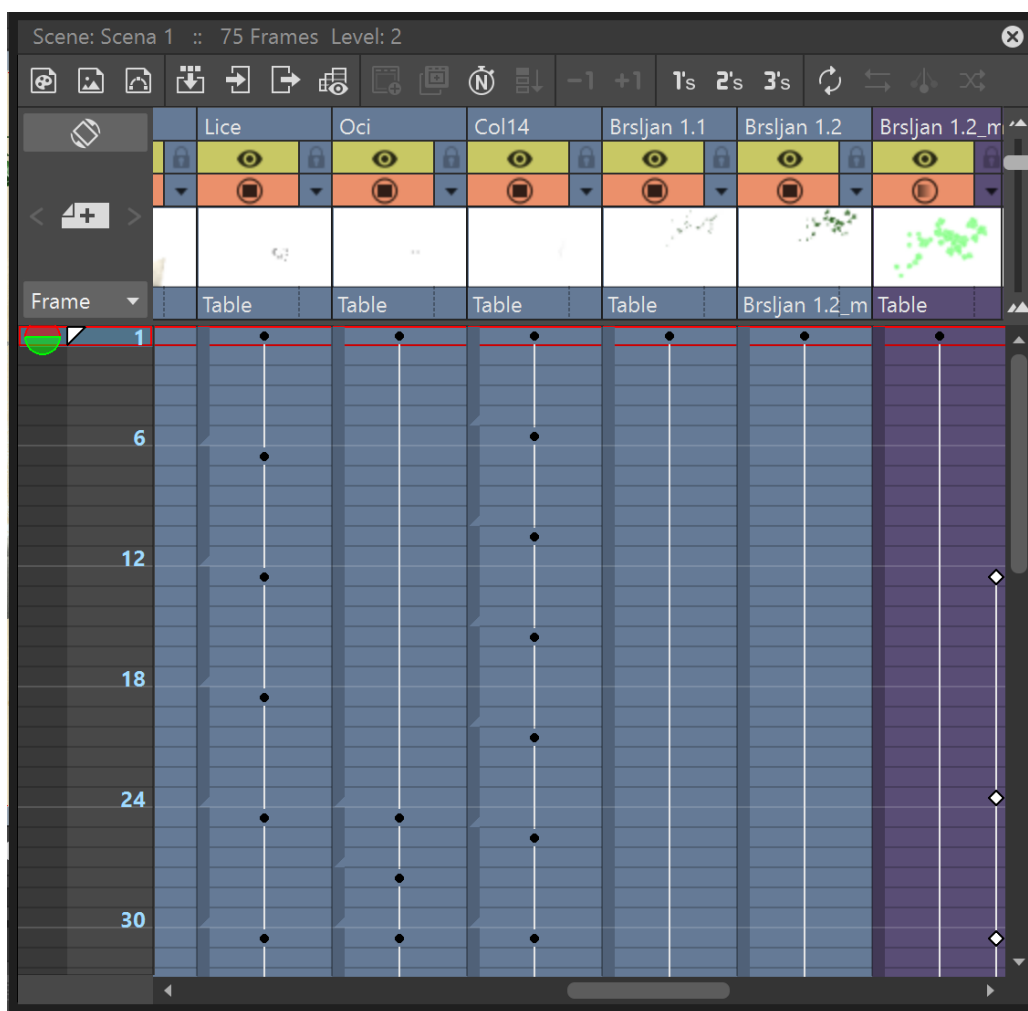 Scene: Scena 1 :: 75 Frames Level: 2
-1 +1 1's 2's 3's
Lice Oci Col14 Brsljan 1.1 Brsljan 1.2 Brsljan 1.2_m
Frame Table Table Table Table Brsljan 1.2_m Table
1
6
12
18
24
30